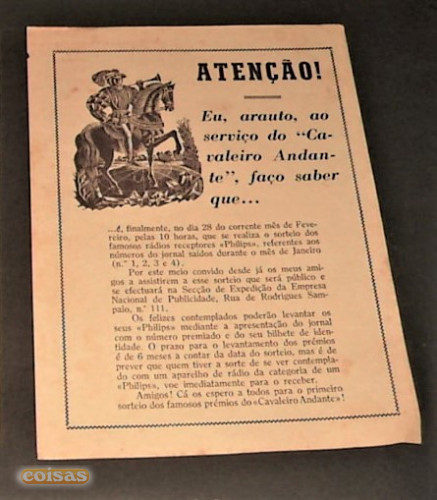 ATENÇÃO!
Eu, arauto, ao
serviço do "Ca-
valeiro Andan-
te", faço saber
que...
...é, finalmente, no dia 28 do corrente mês de Feve-
reiro, pelas 10 horas, que se realiza o sorteio dos
famosos rádios receptores «Philips», referentes aos
números do jornal saídos durante o mês de Janeiro
(n.os 1, 2, 3 e 4).
Por este meio convido desde já os meus ami-
gos a assistirem a esse sorteio que será público e
se efectuará na Secção de Expedição da Empresa
Nacional de Publicidade, Rua de Rodrigues Sam-
paio, n.º 111.
Os felizes contemplados poderão levantar os
seus «Philips» mediante a apresentação do jornal
com o número premiado e do seu bilhete de iden-
tidade. O prazo para o levantamento dos prémios
é de 6 meses a contar da data do sorteio, mas é de
prever que quem tiver a sorte de se ver contempla-
do com um aparelho de rádio da categoria de um
«Philips», voe imediatamente para o receber.
Amigos! Cá os espero a todos para o primeiro
sorteio dos famosos prémios do «Cavaleiro Andante»!
coisas